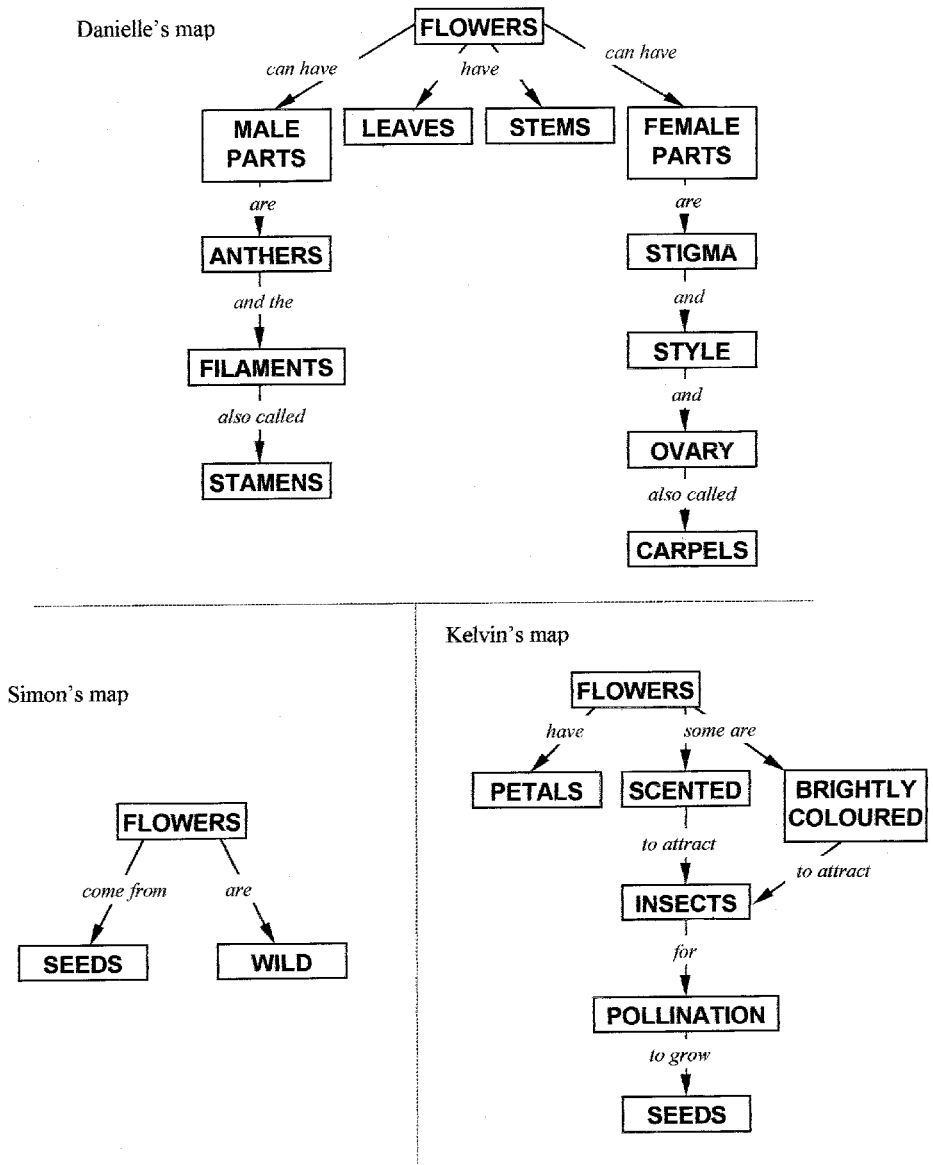 Danielle's map
FLOWERS
can have
have
can have
MALE
PARTS
LEAVES
STEMS
FEMALE
PARTS
are
are
ANTHERS
STIGMA
and the
and
FILAMENTS
STYLE
also called
and
STAMENS
OVARY
also called
CARPELS
Simon's map
FLOWERS
come from
are
SEEDS
WILD
Kelvin's map
FLOWERS
have
some are
PETALS
SCENTED
BRIGHTLY
COLOURED
to attract
to attract
INSECTS
for
POLLINATION
to grow
SEEDS